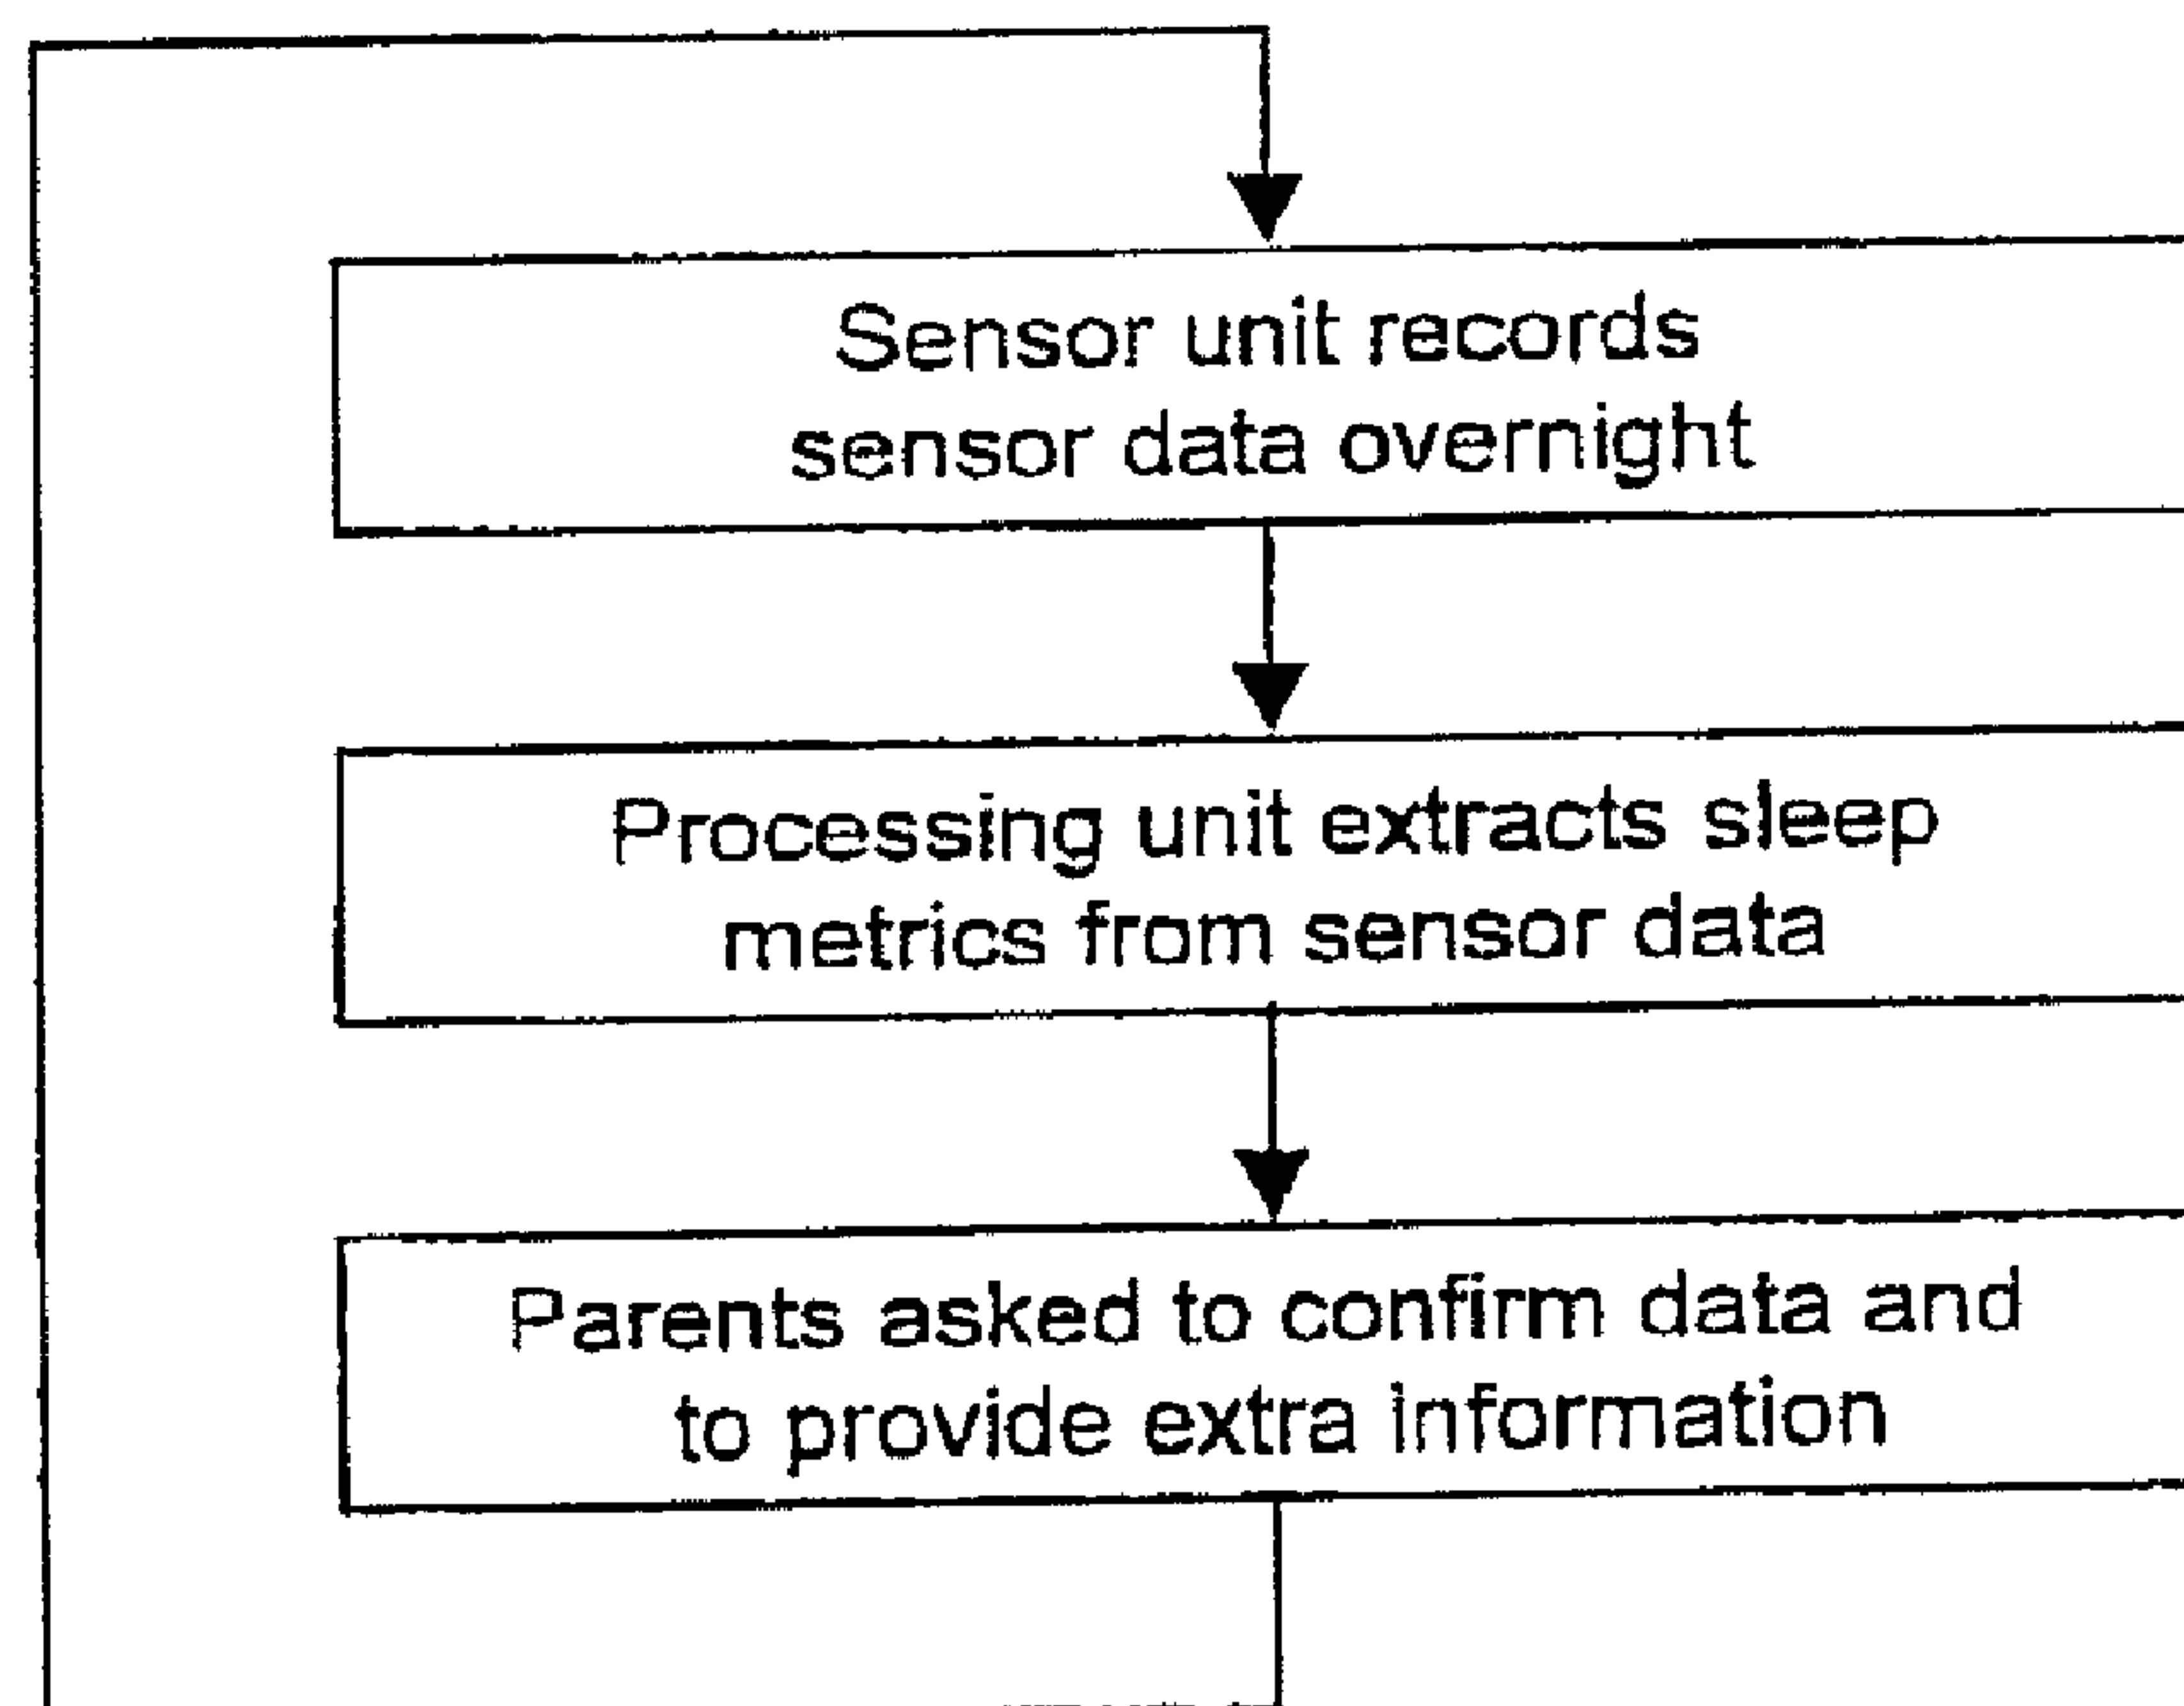 Sensor unit records
sensor data overnight
Processing unit extracts sleep
metrics from sensor data
Parents asked to confirm data and
to provide extra information